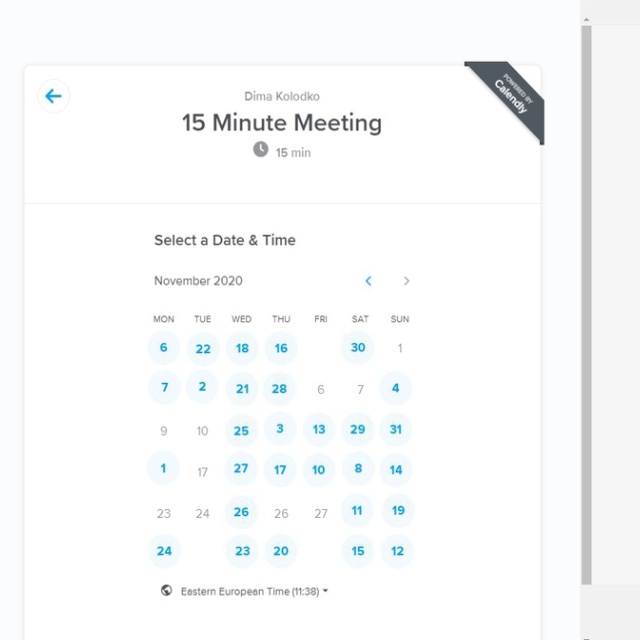 POWERED BY
Calendly
Dima Kolodko
15 Minute Meeting
15 min
Select a Date & Time
November 2020
MON TUE WED THU FRI SAT SUN
6 22 18 16 30 1
7 2 21 28 6 7 4
9 10 25 3 13 29 31
1 17 27 17 10 8 14
23 24 26 26 27 11 19
24 23 20 15 12
Eastern European Time (11:38)